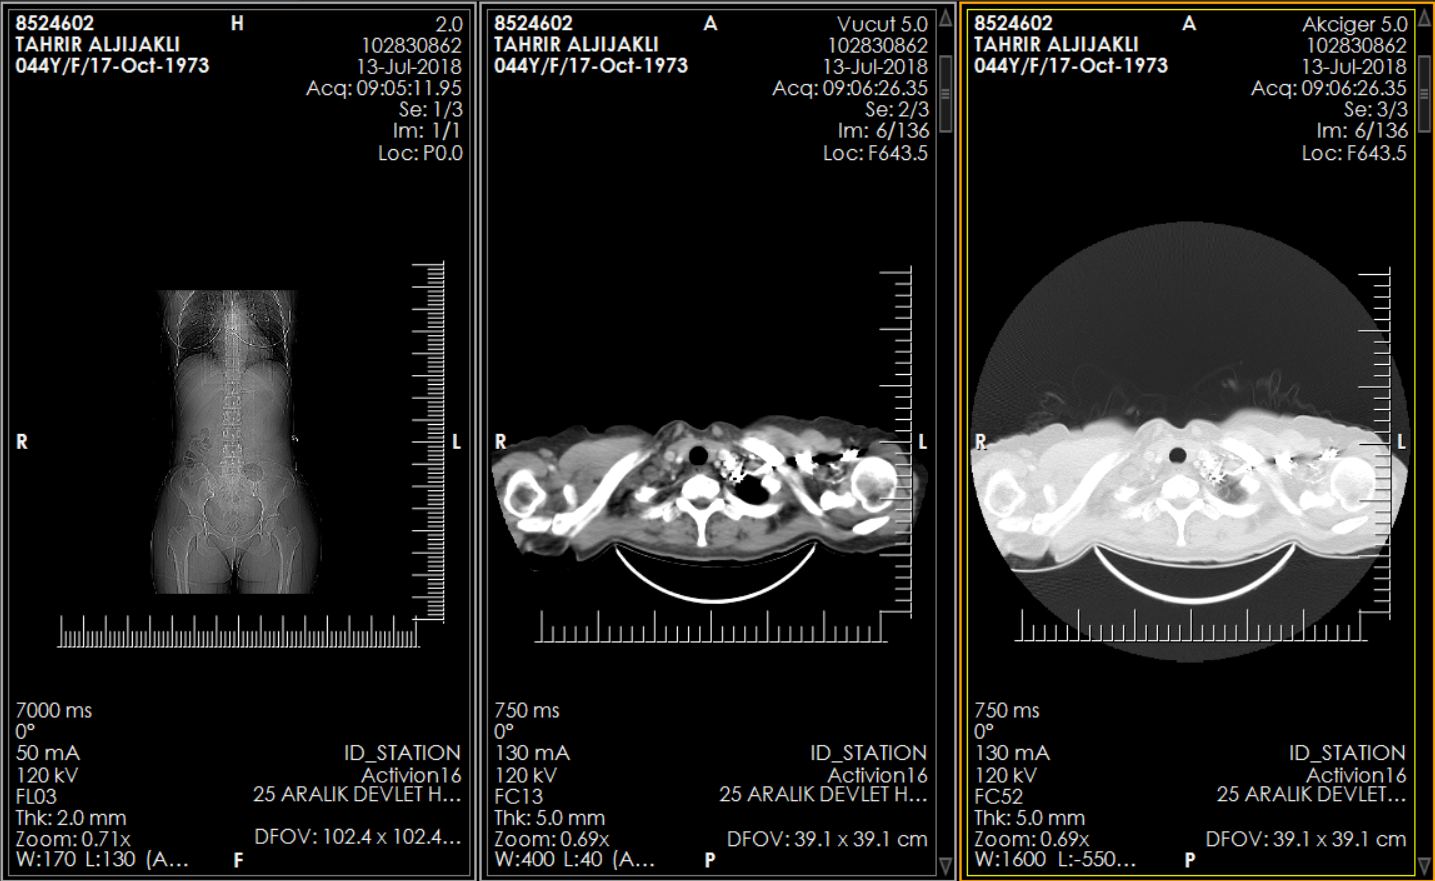 8524602
H
2.0
TAHRIR ALJIJAKLI
102830862
044Y/F/17-Oct-1973
13-Jul-2018
Acq: 09:05:11.95
Se: 1/3
Im: 1/1
Loc: P0.0
R
L
7000 ms
0°
50 mA
ID_STATION
120 kV
Activion16
FL03
25 ARALIK DEVLET H...
Thk: 2.0 mm
Zoom: 0.71x
DFOV: 102.4 x 102.4...
W:170 L:130 (A...
F
8524602
A
Vucut 5.0
TAHRIR ALJIJAKLI
102830862
044Y/F/17-Oct-1973
13-Jul-2018
Acq: 09:06:26.35
Se: 2/3
Im: 6/136
Loc: F643.5
R
L
750 ms
0°
130 mA
ID_STATION
120 kV
Activion16
FC13
25 ARALIK DEVLET H...
Thk: 5.0 mm
Zoom: 0.69x
DFOV: 39.1 x 39.1 cm
W:400 L:40 (A...
P
8524602
A
Akciger 5.0
TAHRIR ALJIJAKLI
102830862
044Y/F/17-Oct-1973
13-Jul-2018
Acq: 09:06:26.35
Se: 3/3
Im: 6/136
Loc: F643.5
R
L
750 ms
0°
130 mA
ID_STATION
120 kV
Activion16
FC52
25 ARALIK DEVLET...
Thk: 5.0 mm
Zoom: 0.69x
DFOV: 39.1 x 39.1 cm
W:1600 L:-550...
P